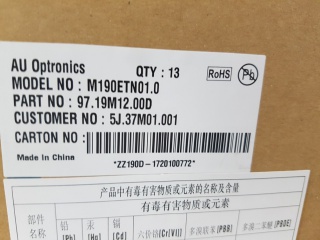 AU Optronics QTY : 13 RoHS Pb
MODEL NO : M190ETN01.0
PART NO : 97.19M12.00D
CUSTOMER NO : 5J.37M01.001
CARTON NO :
Made in China *ZZ190D-1720100772*
产品中有毒有害物质或元素的名称及含量
有毒有害物质或元素
部件名称 铅[Pb] 汞[Hg] 镉[Cd] 六价铬[Cr(VI)] 多溴联苯[PBB] 多溴二苯醚[PBDE]